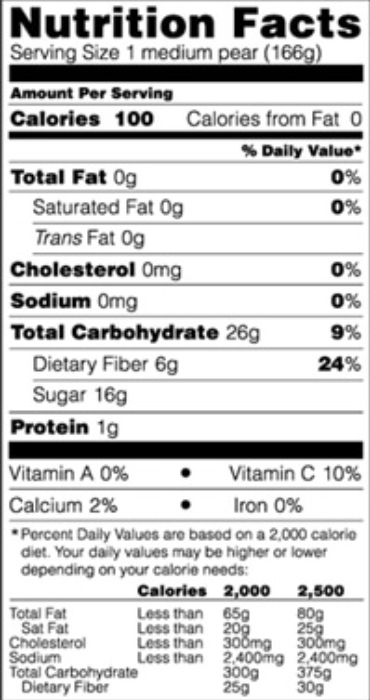 Nutrition Facts
Serving Size 1 medium pear (166g)
Amount Per Serving
Calories 100 Calories from Fat 0
% Daily Value*
Total Fat 0g 0%
Saturated Fat 0g 0%
Trans Fat 0g
Cholesterol 0mg 0%
Sodium 0mg 0%
Total Carbohydrate 26g 9%
Dietary Fiber 6g 24%
Sugar 16g
Protein 1g
Vitamin A 0% • Vitamin C 10%
Calcium 2% • Iron 0%
*Percent Daily Values are based on a 2,000 calorie
diet. Your daily values may be higher or lower
depending on your calorie needs:
Calories 2,000 2,500
Total Fat Less than 65g 80g
Sat Fat Less than 20g 25g
Cholesterol Less than 300mg 300mg
Sodium Less than 2,400mg 2,400mg
Total Carbohydrate 300g 375g
Dietary Fiber 25g 30g